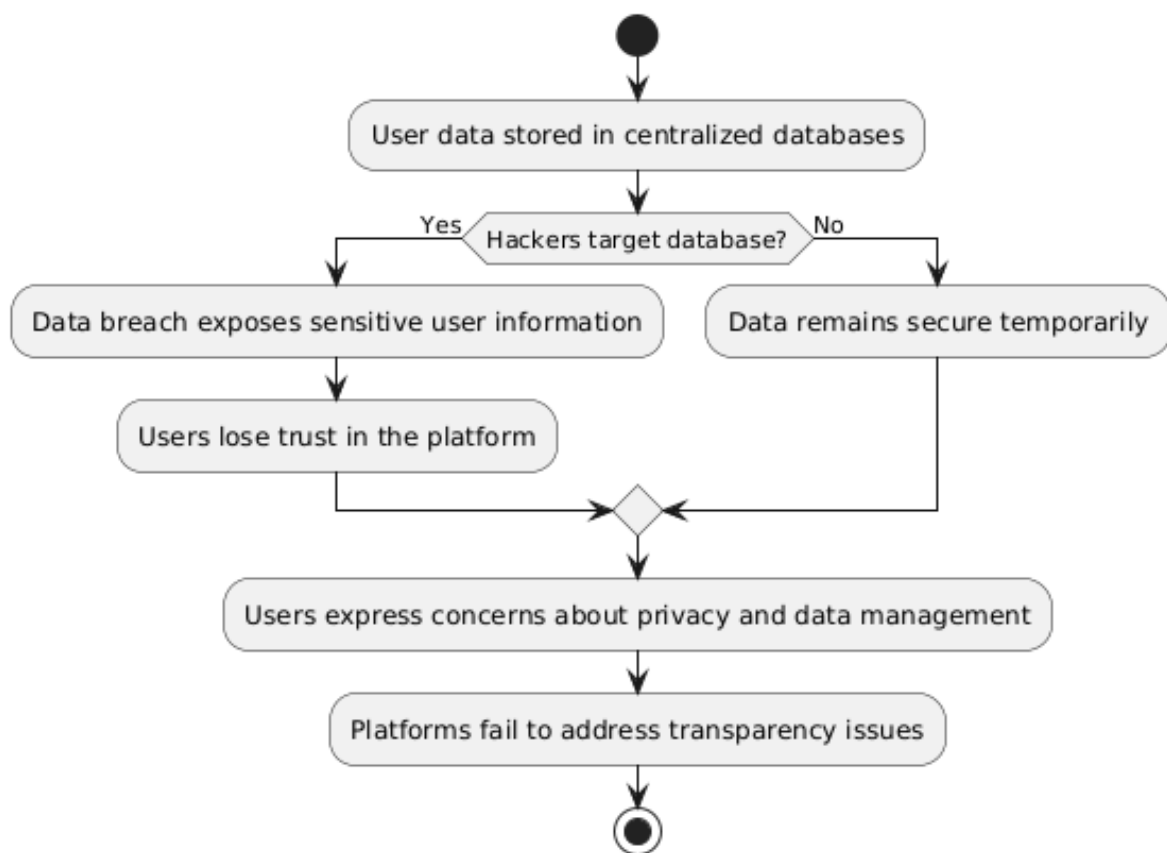 User data stored in centralized databases
Yes
Hackers target database?
No
Data breach exposes sensitive user information
Data remains secure temporarily
Users lose trust in the platform
Users express concerns about privacy and data management
Platforms fail to address transparency issues